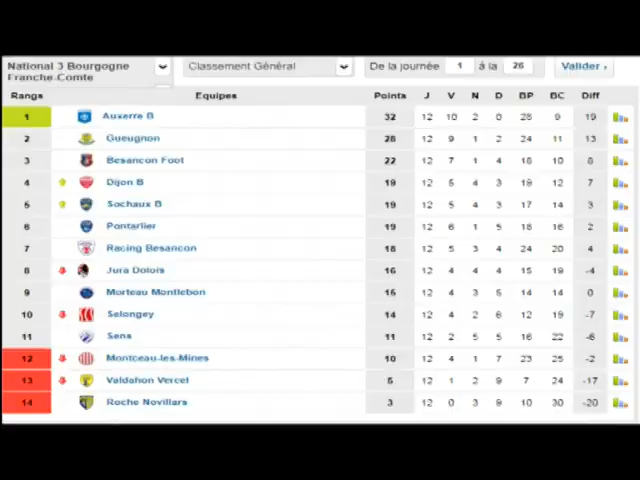 National 3 Bourgogne Franche-Comte Classement Général De la journée 1 à la 26 Valider ›
Rangs Equipes Points J V N D BP BC Diff
1 Auxerre B 32 12 10 2 0 28 9 19
2 Gueugnon 28 12 9 1 2 24 11 13
3 Besancon Foot 22 12 7 1 4 18 10 8
4 Dijon B 19 12 5 4 3 19 12 7
5 Sochaux B 19 12 5 4 3 17 14 3
6 Pontarlier 19 12 6 1 5 18 16 2
7 Racing Besancon 18 12 5 3 4 24 20 4
8 Jura Dolois 16 12 4 4 4 15 19 -4
9 Morteau Montlebon 15 12 4 3 5 14 14 0
10 Selongey 14 12 4 2 6 12 19 -7
11 Sens 11 12 2 5 5 16 22 -6
12 Montceau-les-Mines 10 12 4 1 7 23 25 -2
13 Valdahon Vercel 5 12 1 2 9 7 24 -17
14 Roche Novillars 3 12 0 3 9 10 30 -20